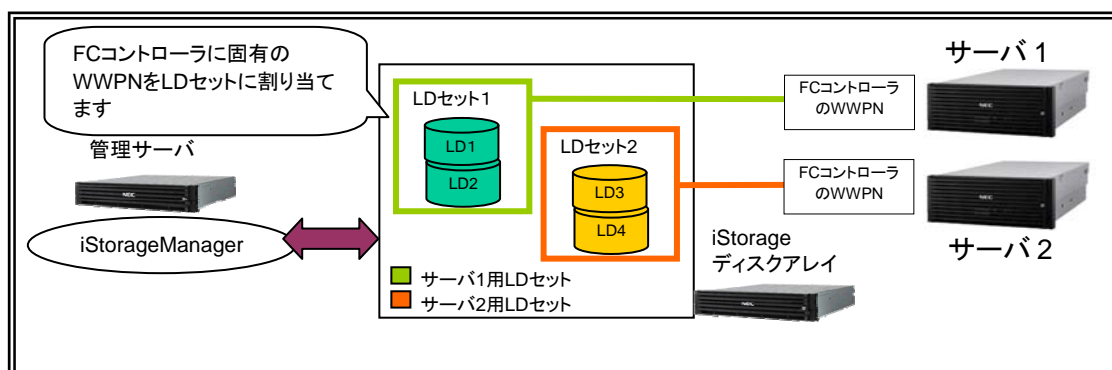 FCコントローラに固有の
WWPNをLDセットに割り当て
ます
管理サーバ
NEC
iStorageManager
LDセット1
LD1
LD2
LDセット2
LD3
LD4
サーバ1用LDセット
サーバ2用LDセット
FCコントローラ
のWWPN
サーバ 1
NEC
FCコントローラ
のWWPN
NEC
サーバ 2
iStorage
ディスクアレイ
NEC